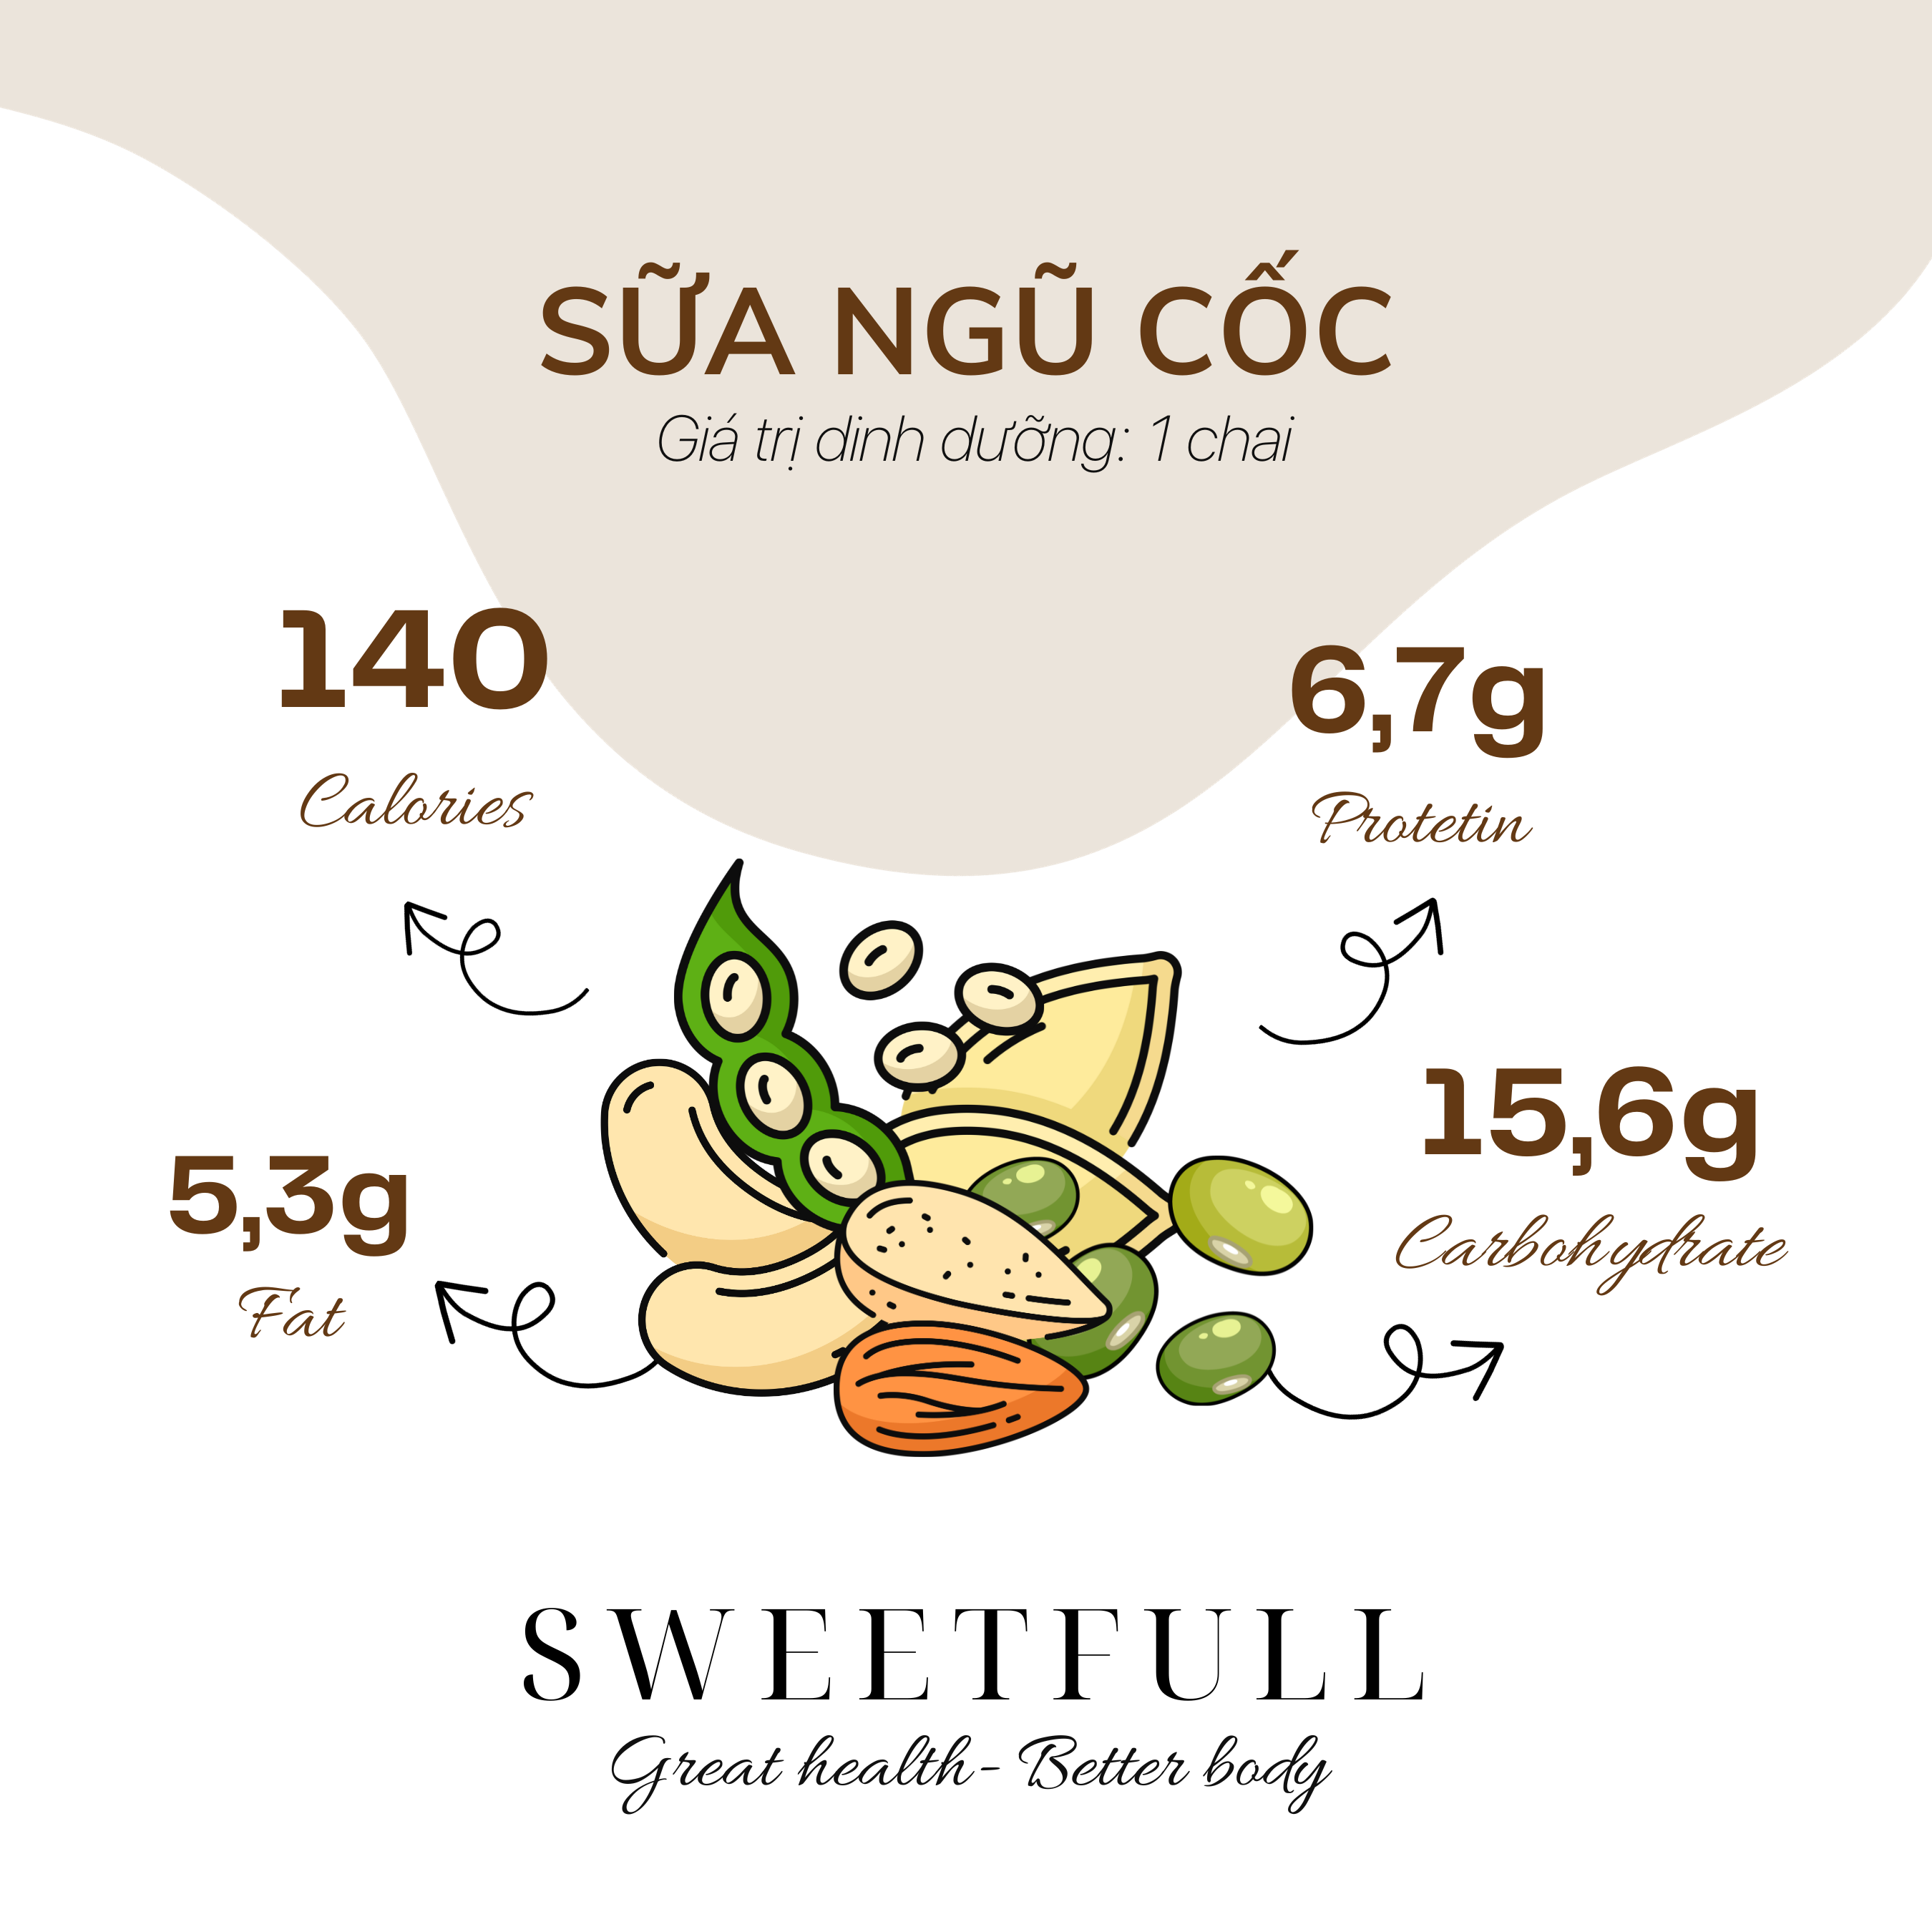 SỮA NGŨ CỐC
Giá trị dinh dưỡng: 1 chai
140
Calories
6,7g
Protein
5,3g
Fat
15,6g
Carbohydrate
SWEETFULL
Great health - Better body